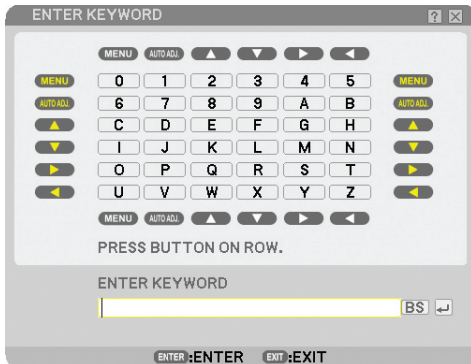 ENTER KEYWORD ? X
MENU AUTO ADJ. ▲ ▼ ▶ ◀
MENU 0 1 2 3 4 5 MENU
AUTO ADJ. 6 7 8 9 A B AUTO ADJ.
▲ C D E F G H ▲
▼ I J K L M N ▼
▶ O P Q R S T ▶
◀ U V W X Y Z ◀
MENU AUTO ADJ. ▲ ▼ ▶ ◀
PRESS BUTTON ON ROW.
ENTER KEYWORD
BS ↵
ENTER :ENTER EXIT :EXIT